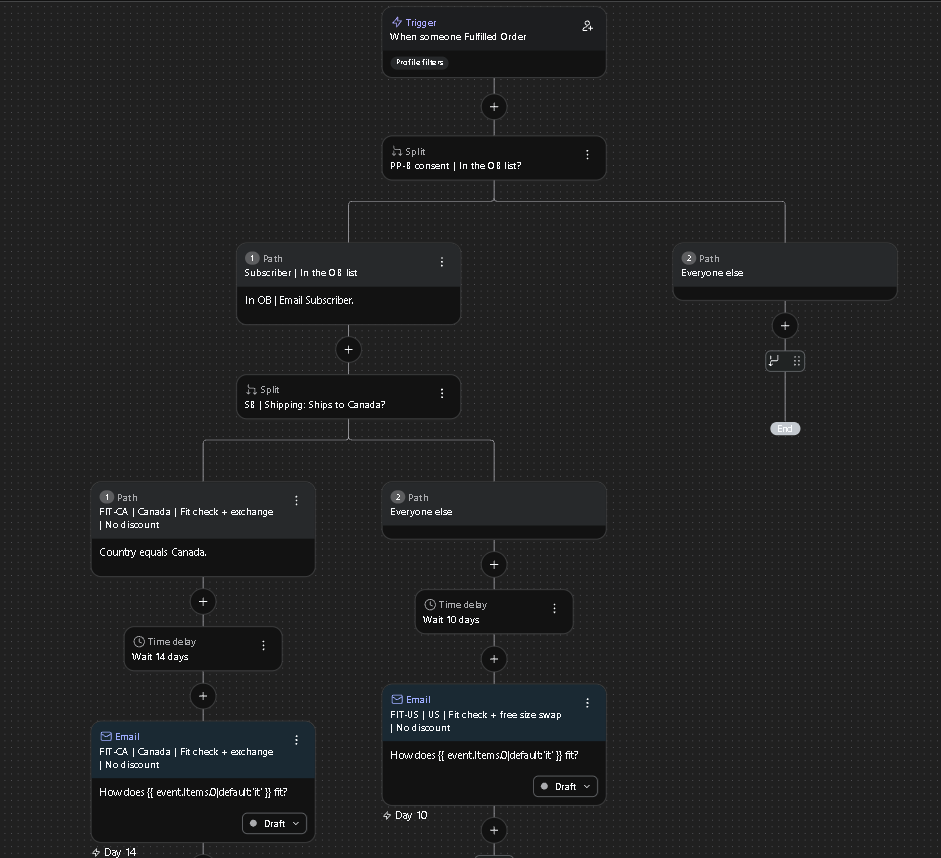 Trigger
When someone Fulfilled Order
Profile filters
Split
PP-B consent | In the OB list?
1 Path
Subscriber | In the OB list
In OB | Email Subscriber.
2 Path
Everyone else
End
Split
SB | Shipping: Ships to Canada?
1 Path
FIT-CA | Canada | Fit check + exchange
| No discount
Country equals Canada.
Time delay
Wait 14 days
Email
FIT-CA | Canada | Fit check + exchange
| No discount
How does {{ event.Items.0|default:'it' }} fit?
Draft
Day 14
2 Path
Everyone else
Time delay
Wait 10 days
Email
FIT-US | US | Fit check + free size swap
| No discount
How does {{ event.Items.0|default:'it' }} fit?
Draft
Day 10